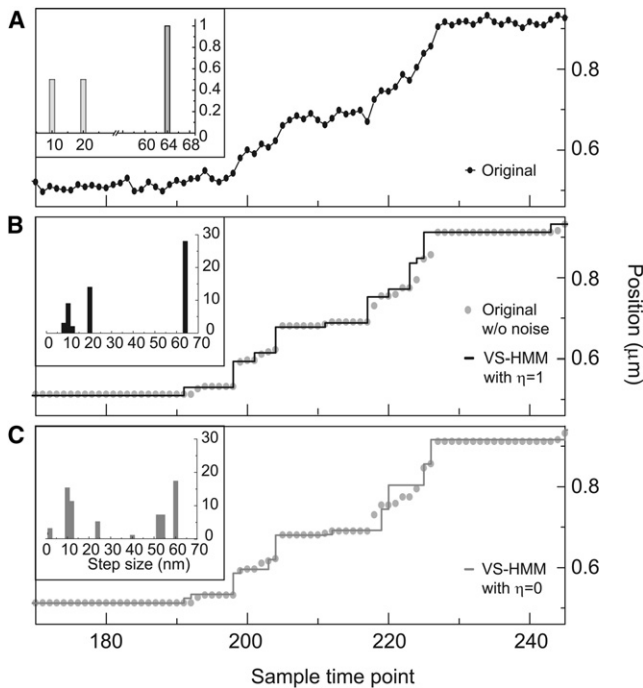 A
1
0.8
0.6
0.4
0.2
0
10 20 60 64 68
0.8
0.6
Original
B
30
20
10
0
0 10 20 30 40 50 60 70
0.8
0.6
Original
w/o noise
VS-HMM
with η=1
Position (μm)
C
30
20
10
0
0 10 20 30 40 50 60 70
Step size (nm)
0.8
0.6
VS-HMM
with η=0
180 200 220 240
Sample time point